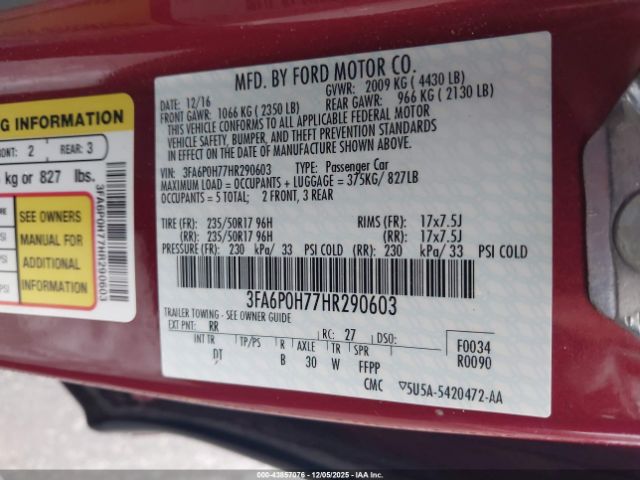 G INFORMATION
FRONT: 2 REAR: 3
kg or 827 lbs.
SEE OWNERS
MANUAL FOR
ADDITIONAL
INFORMATION
3FA6P0H77HR290603
MFD. BY FORD MOTOR CO.
DATE: 12/16 GVWR: 2009 KG ( 4430 LB)
FRONT GAWR: 1066 KG ( 2350 LB) REAR GAWR: 966 KG ( 2130 LB)
THIS VEHICLE CONFORMS TO ALL APPLICABLE FEDERAL MOTOR
VEHICLE SAFETY, BUMPER, AND THEFT PREVENTION STANDARDS
IN EFFECT ON THE DATE OF MANUFACTURE SHOWN ABOVE.
VIN: 3FA6P0H77HR290603 TYPE: Passenger Car
MAXIMUM LOAD = OCCUPANTS + LUGGAGE = 375KG/ 827LB
OCCUPANTS = 5 TOTAL; 2 FRONT, 3 REAR
TIRE (FR): 235/50R17 96H RIMS (FR): 17x7.5J
(RR): 235/50R17 96H (RR): 17x7.5J
PRESSURE (FR): 230 kPa/ 33 PSI COLD (RR): 230 kPa/ 33 PSI COLD
3FA6P0H77HR290603
TRAILER TOWING - SEE OWNER GUIDE
EXT PNT: RR RC: 27 DSO: F0034
INT TR TP/PS R AXLE TR SPR R0090
DT B 30 W FFPP
CMC ▽5U5A-5420472-AA
000-43857076 - 12/05/2025 - COPART